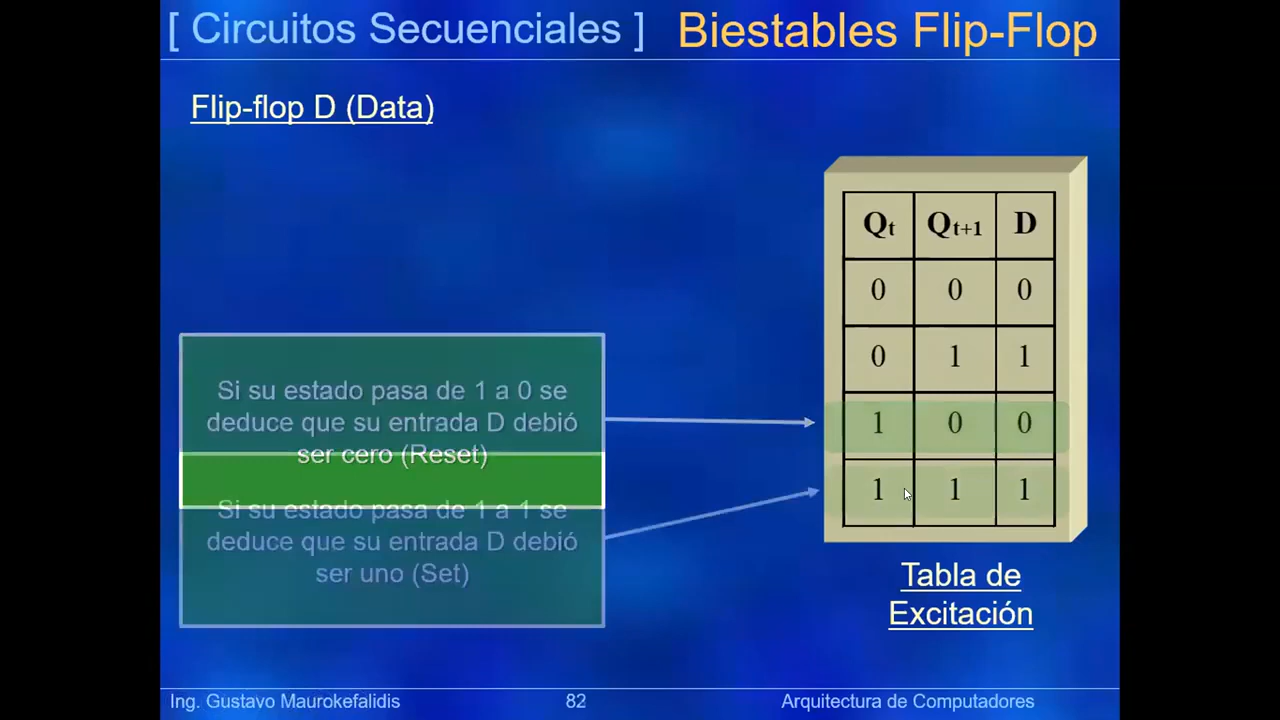 [ Circuitos Secuenciales ] Biestables Flip-Flop
Flip-flop D (Data)
Qt Qt+1 D
0 0 0
0 1 1
1 0 0
1 1 1
Si su estado pasa de 1 a 0 se
deduce que su entrada D debió
ser cero (Reset)
Si su estado pasa de 1 a 1 se
deduce que su entrada D debió
ser uno (Set)
Tabla de
Excitación
Ing. Gustavo Maurokefalidis 82 Arquitectura de Computadores